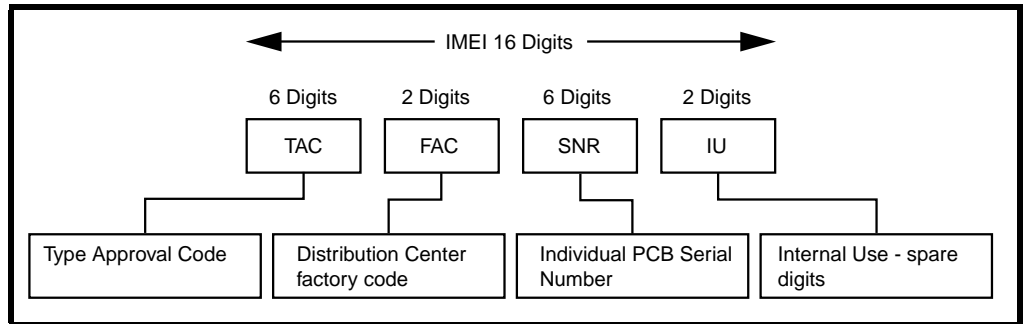 IMEI 16 Digits
6 Digits
2 Digits
6 Digits
2 Digits
TAC
FAC
SNR
IU
Type Approval Code
Distribution Center
factory code
Individual PCB Serial
Number
Internal Use - spare
digits